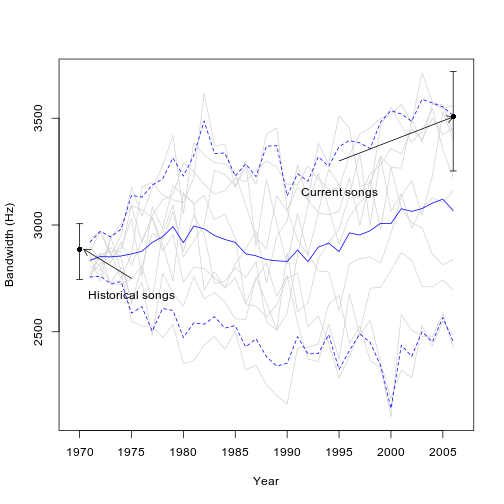 3500
3000
2500
Bandwidth (Hz)
Current songs
Historical songs
1970 1975 1980 1985 1990 1995 2000 2005
Year